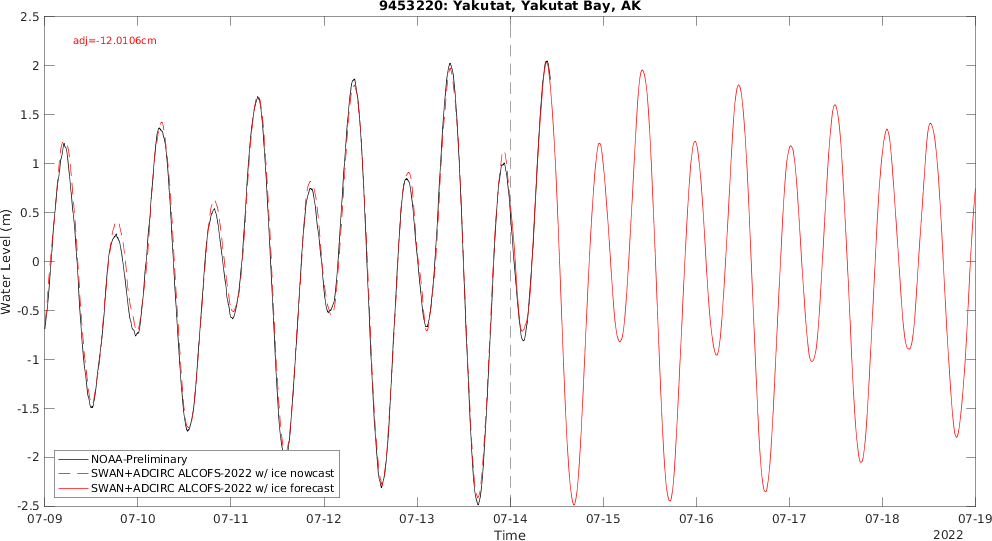 9453220: Yakutat, Yakutat Bay, AK
2.5
adj=-12.0106cm
2
1.5
1
0.5
0
-0.5
-1
-1.5
-2
-2.5
Water Level (m)
NOAA-Preliminary
SWAN+ADCIRC ALCOFS-2022 w/ ice nowcast
SWAN+ADCIRC ALCOFS-2022 w/ ice forecast
07-09 07-10 07-11 07-12 07-13 07-14 07-15 07-16 07-17 07-18 07-19
Time
2022